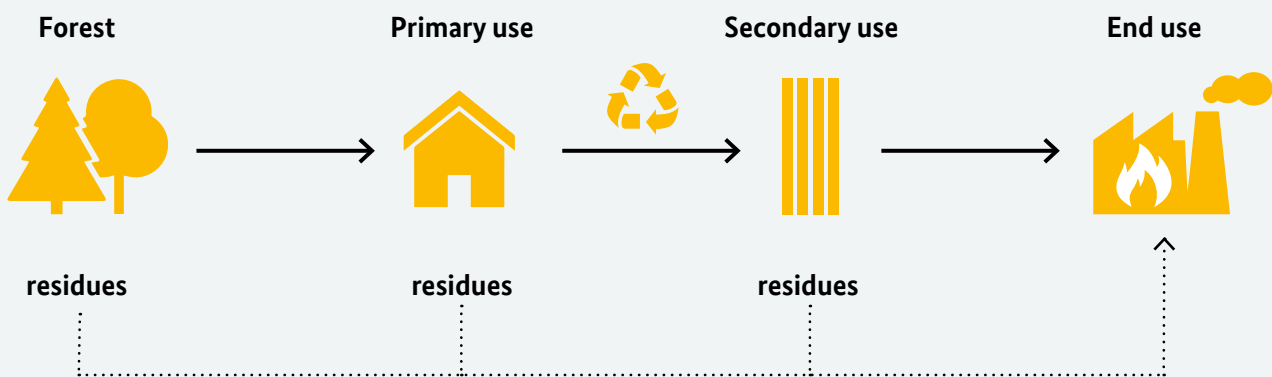 Forest
Primary use
Secondary use
End use
residues
residues
residues